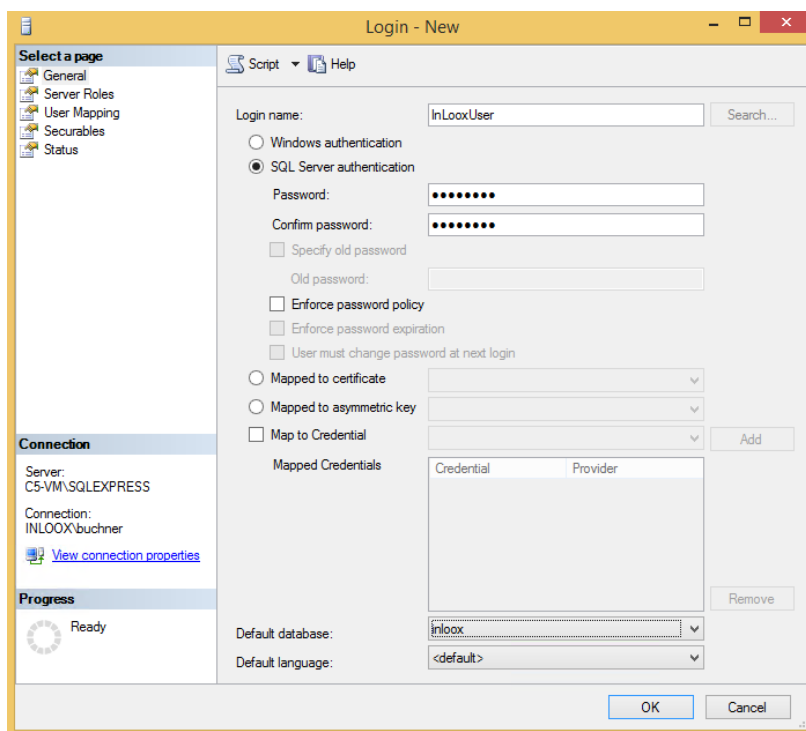 Login - New
Select a page
General
Server Roles
User Mapping
Securables
Status
Script Help
Login name: InLooxUser Search...
Windows authentication
SQL Server authentication
Password: ●●●●●●●●
Confirm password: ●●●●●●●●
Specify old password
Old password:
Enforce password policy
Enforce password expiration
User must change password at next login
Mapped to certificate
Mapped to asymmetric key
Map to Credential Add
Mapped Credentials Credential Provider
Remove
Default database: inloox
Default language: <default>
Connection
Server:
C5-VM\SQLEXPRESS
Connection:
INLOOX\buchner
View connection properties
Progress
Ready
OK Cancel